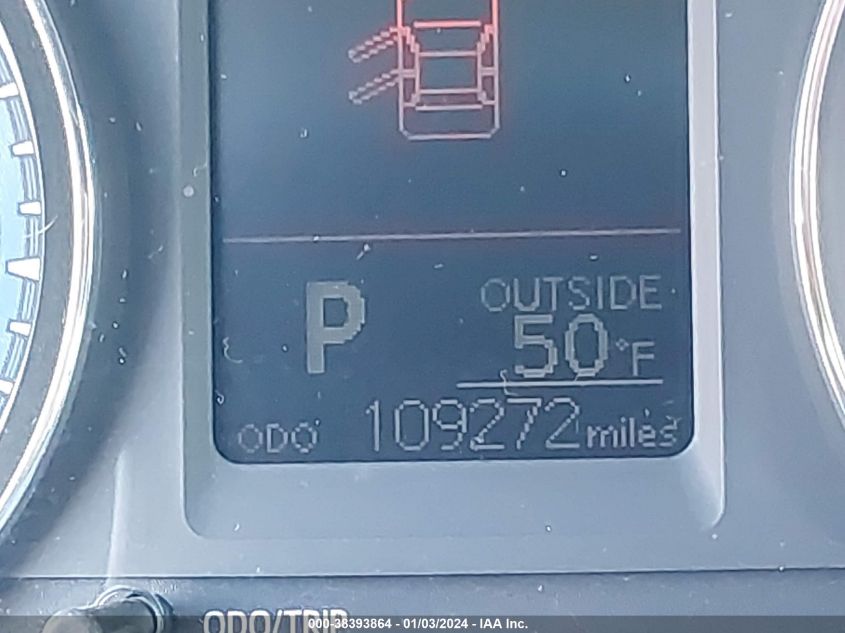 P
OUTSIDE
50°F
ODO 109272 miles
ODO/TRIP
000-38393864 - 01/03/2024 - IAA Inc.